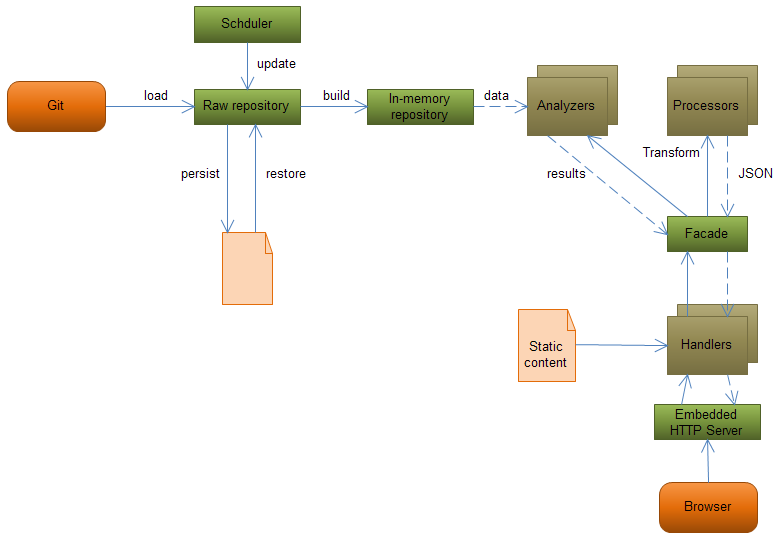 Schduler
update
Git
load
Raw repository
build
In-memory
repository
data
Analyzers
Processors
persist
restore
results
Transform
JSON
Facade
Static
content
Handlers
Embedded
HTTP Server
Browser